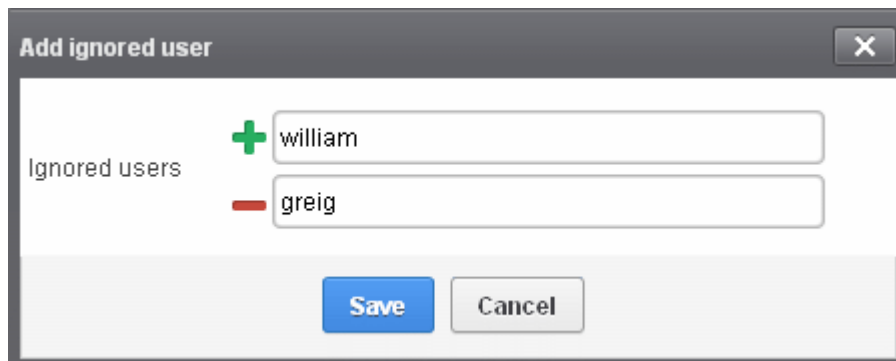 Add ignored user
Ignored users
william
greig
Save
Cancel